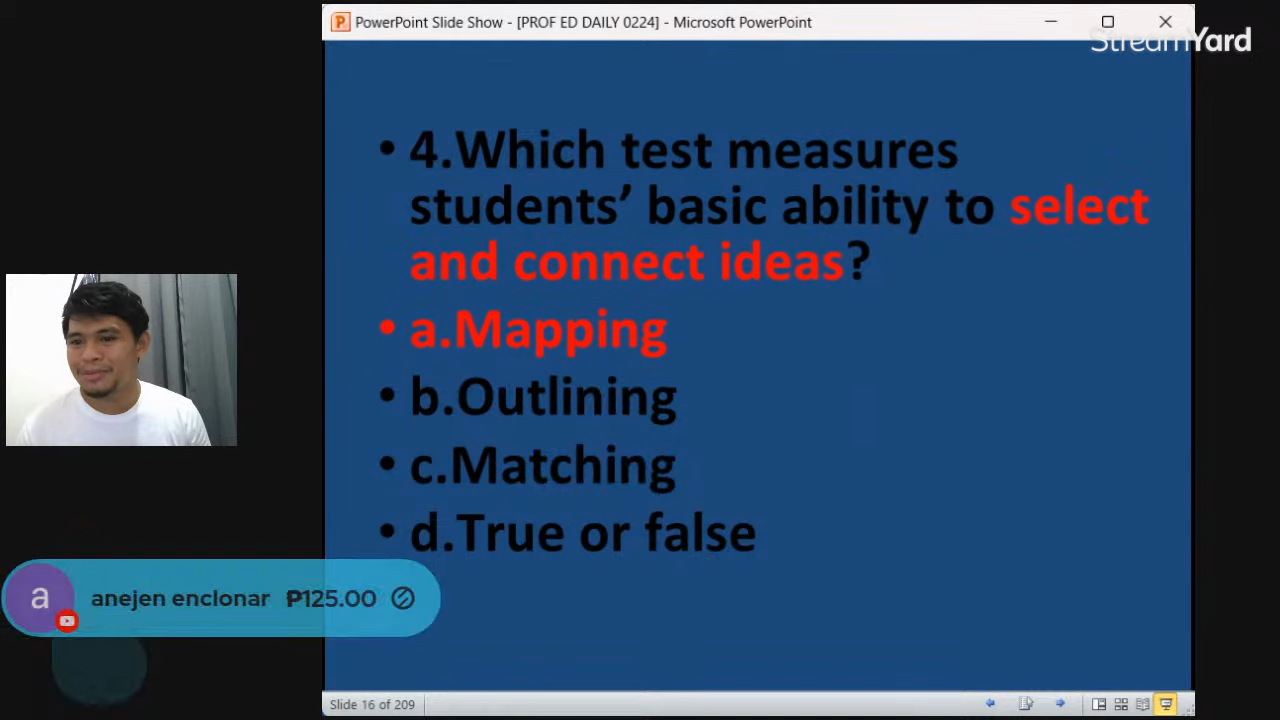 PowerPoint Slide Show - [PROF ED DAILY 0224] - Microsoft PowerPoint
StreamYard
• 4.Which test measures
students’ basic ability to select
and connect ideas?
• a.Mapping
• b.Outlining
• c.Matching
• d.True or false
a anejen enclonar ₱125.00
Slide 16 of 209